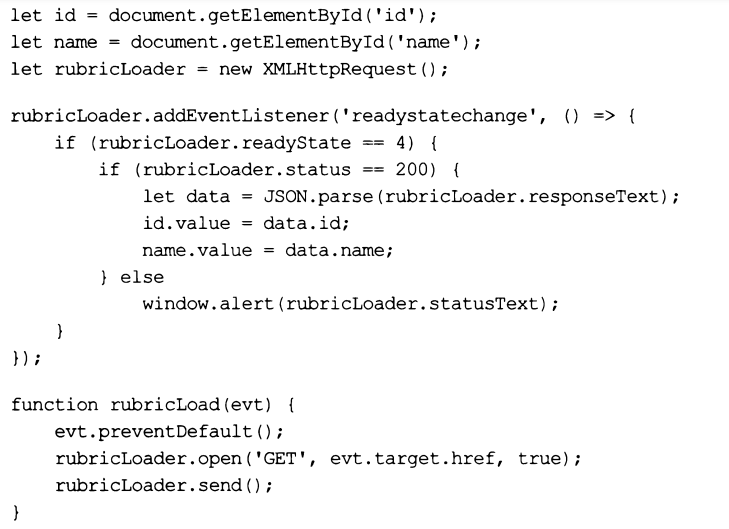 let id = document.getElementById('id');
let name = document.getElementById('name');
let rubricLoader = new XMLHttpRequest();

rubricLoader.addEventListener('readystatechange', () => {
    if (rubricLoader.readyState == 4) {
        if (rubricLoader.status == 200) {
            let data = JSON.parse(rubricLoader.responseText);
            id.value = data.id;
            name.value = data.name;
        } else
            window.alert(rubricLoader.statusText);
    }
});

function rubricLoad(evt) {
    evt.preventDefault();
    rubricLoader.open('GET', evt.target.href, true);
    rubricLoader.send();
}